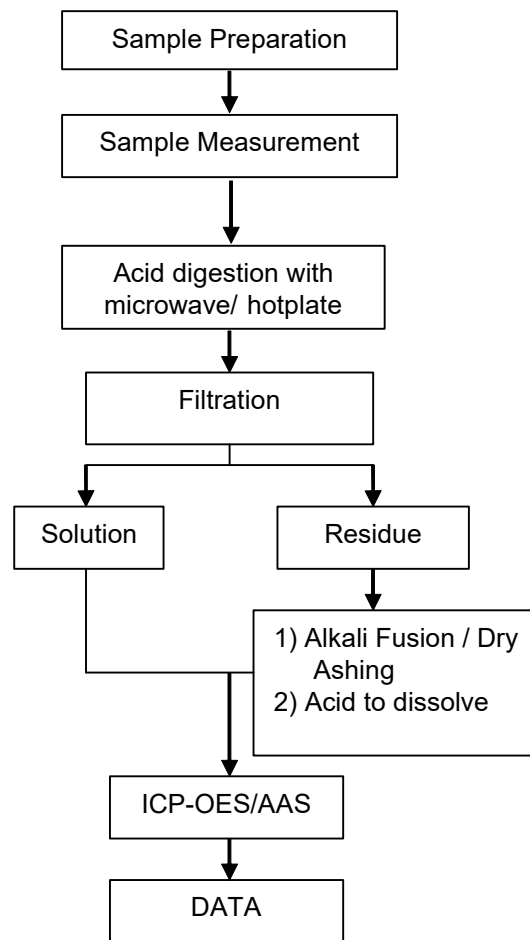 Sample Preparation
Sample Measurement
Acid digestion with
microwave/ hotplate
Filtration
Solution
Residue
1) Alkali Fusion / Dry
Ashing
2) Acid to dissolve
ICP-OES/AAS
DATA